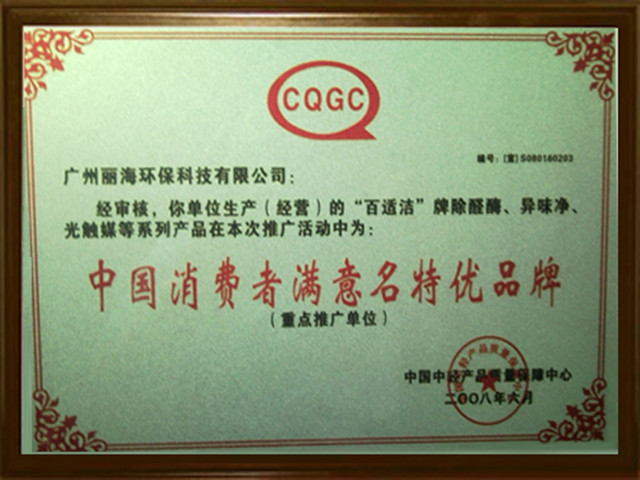 CQGC
编号：(宣) S080160203
广州丽海环保科技有限公司：
经审核，你单位生产（经营）的“百适洁”牌除醛酶、异味净、
光触媒等系列产品在本次推广活动中为：
中国消费者满意名特优品牌
（重点推广单位）
中国中轻产品质量保障中心
二〇〇八年六月